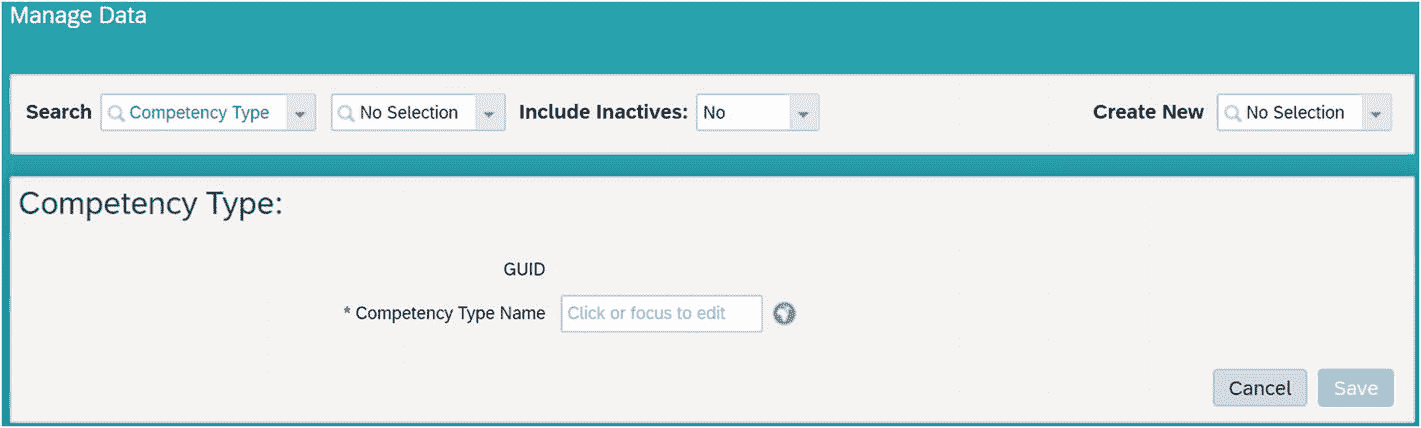 Manage Data
Search Competency Type No Selection Include Inactives: No Create New No Selection
Competency Type:
GUID
* Competency Type Name Click or focus to edit
Cancel Save